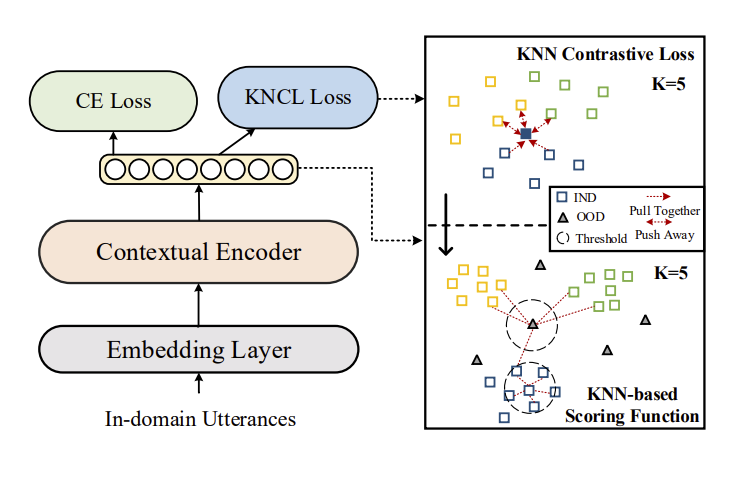 CE Loss
KNCL Loss
Contextual Encoder
Embedding Layer
In-domain Utterances
KNN Contrastive Loss
K=5
IND
OOD
Threshold
Pull Together
Push Away
K=5
KNN-based
Scoring Function